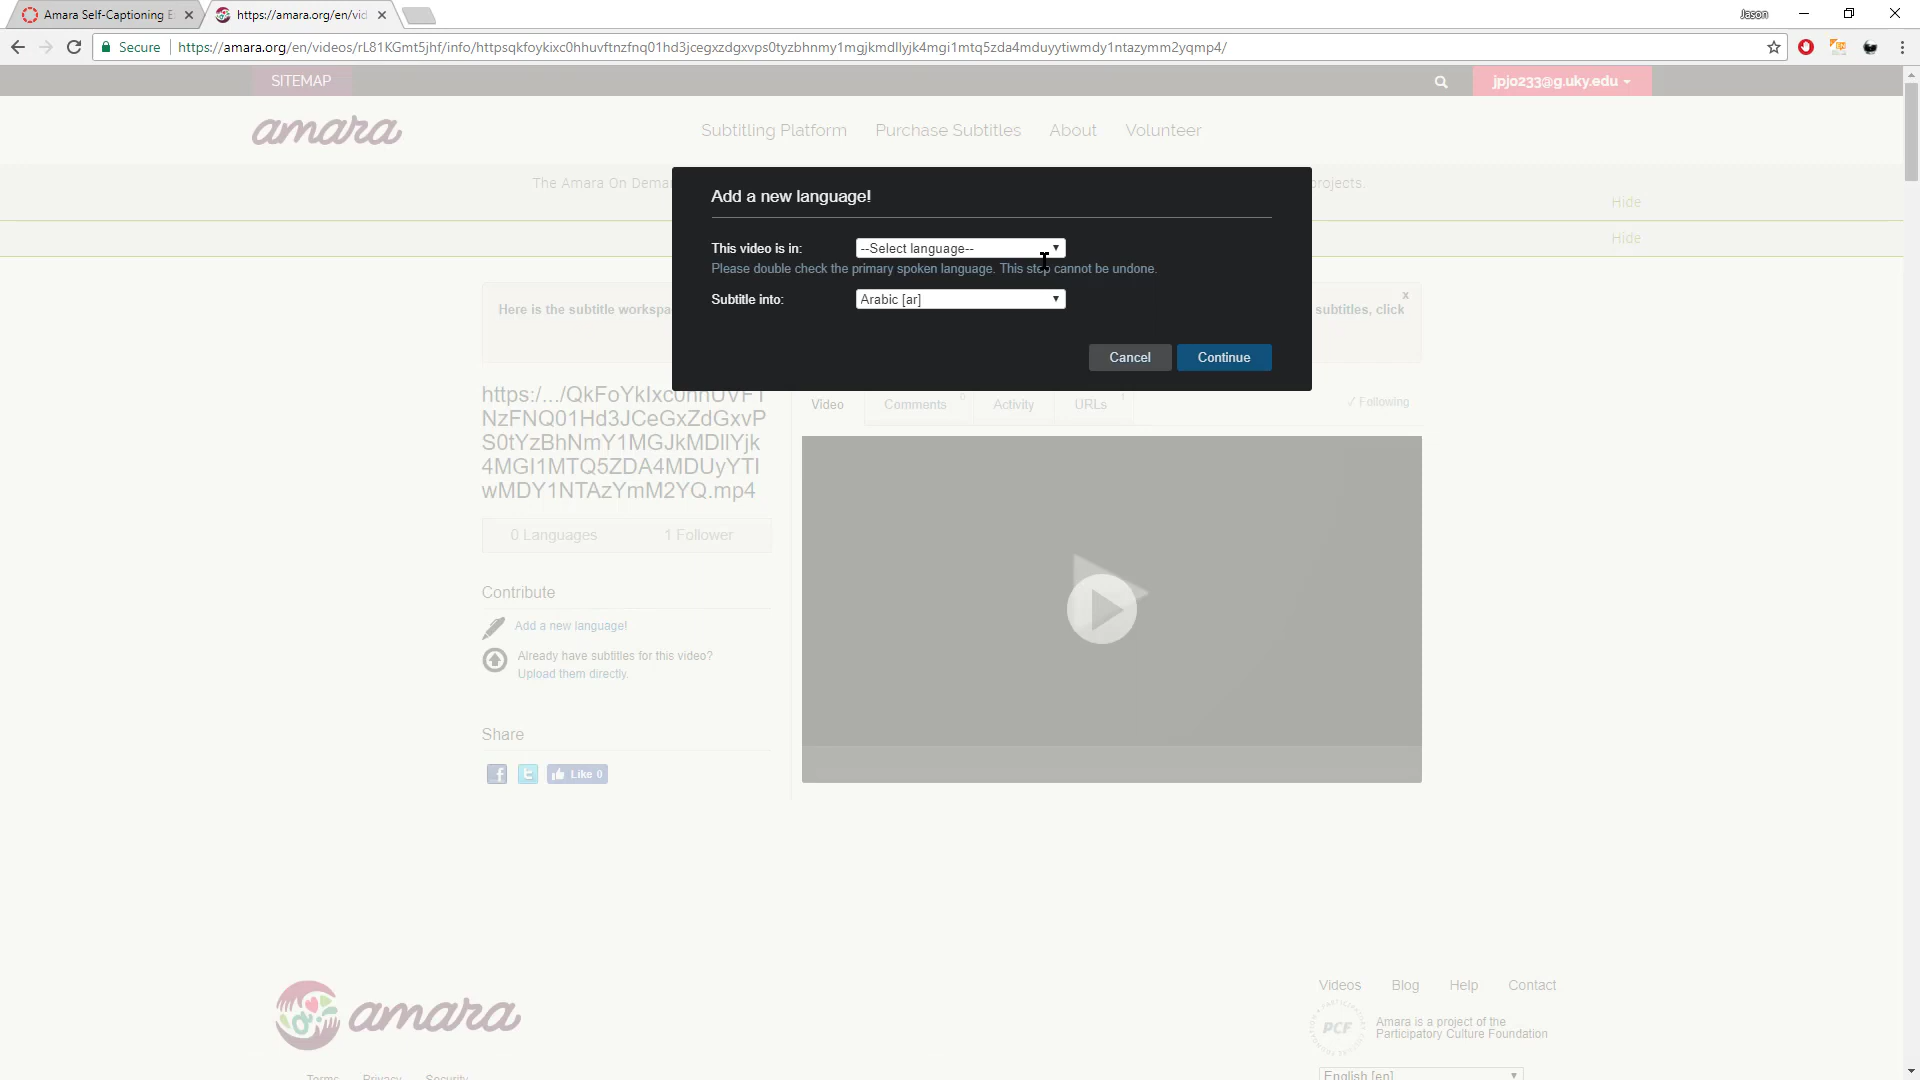 Amara Self-Captioning E
https://amara.org/en/vid
Jason
Secure
https://amara.org/en/videos/rL81KGmt5jhf/info/httpsqkfoykixc0hhuvftnzfnq01hd3jcegxzdgxvps0tyzbhnmy1mgjkmdllyjk4mgi1mtq5zda4mduyytiwmdy1ntazymm2yqmp4/
SITEMAP
jpjo233@g.uky.edu
amara
Subtitling Platform
Purchase Subtitles
About
Volunteer
The Amara On Dema
projects.
Hide
Hide
Add a new language!
This video is in:
--Select language--
Please double check the primary spoken language. This step cannot be undone.
Subtitle into:
Arabic [ar]
Cancel
Continue
Here is the subtitle workspa
subtitles, click
x
https:/.../QkFoYkIxc0hhUVFT
NzFNQ01Hd3JCeGxZdGxvP
S0tYzBhNmY1MGJkMDllYjk
4MGI1MTQ5ZDA4MDUyYTI
wMDY1NTAzYmM2YQ.mp4
0 Languages
1 Follower
Video
Comments 0
Activity
URLs 1
✓ Following
Contribute
Add a new language!
Already have subtitles for this video?
Upload them directly.
Share
Like 0
amara
Videos
Blog
Help
Contact
PCF
Amara is a project of the
Participatory Culture Foundation
Terms
Privacy
Security
English [en]